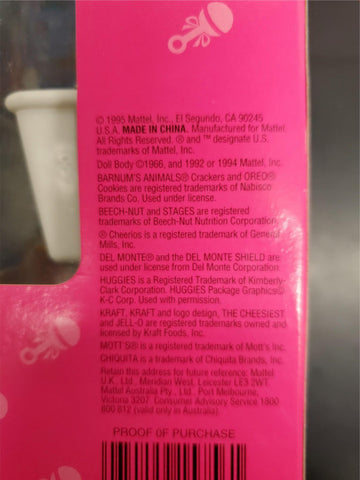 © 1995 Mattel, Inc., El Segundo, CA 90245
U.S.A. MADE IN CHINA. Manufactured for Mattel.
All Rights Reserved. ® and ™ designate U.S.
trademarks of Mattel, Inc.
Doll Body ©1966, and 1992 or 1994 Mattel, Inc.
BARNUM'S ANIMALS® Crackers and OREO®
Cookies are registered trademarks of Nabisco
Brands Co. Used under license.
BEECH-NUT and STAGES are registered
trademarks of Beech-Nut Nutrition Corporation.
® Cheerios is a registered trademark of General
Mills, Inc.
DEL MONTE® and the DEL MONTE SHIELD are
used under license from Del Monte Corporation.
HUGGIES is a Registered Trademark of Kimberly-
Clark Corporation. HUGGIES Package Graphics©
K-C Corp. Used with permission.
KRAFT, KRAFT and logo design, THE CHEESIEST
and JELL-O are registered trademarks owned and
licensed by Kraft Foods Inc.
MOTT'S® is a registered trademark of Mott's Inc.
CHIQUITA is a trademark of Chiquita Brands, Inc.
Retain this address for future reference: Mattel
U.K., Ltd., Meridian West, Leicester LE3 2WT.
Mattel Australia Pty., Ltd., Port Melbourne,
Victoria 3207. Consumer Advisory Service 1800
800 812 (valid only in Australia).
PROOF OF PURCHASE